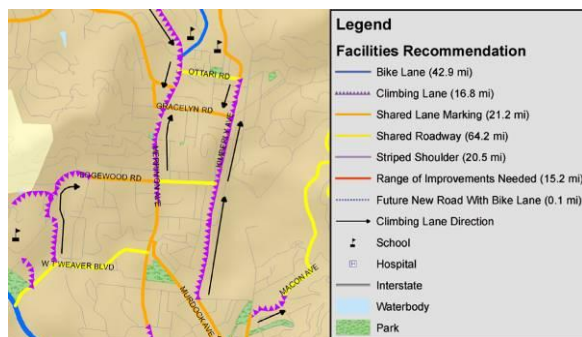 Legend
Facilities Recommendation
Bike Lane (42.9 mi)
Climbing Lane (16.8 mi)
Shared Lane Marking (21.2 mi)
Shared Roadway (64.2 mi)
Striped Shoulder (20.5 mi)
Range of Improvements Needed (15.2 mi)
Future New Road With Bike Lane (0.1 mi)
Climbing Lane Direction
School
Hospital
Interstate
Waterbody
Park
OTTARI RD
GRACELYN RD
EDGEWOOD RD
W T WEAVER BLVD
MURDOCK AVE
MACON AVE